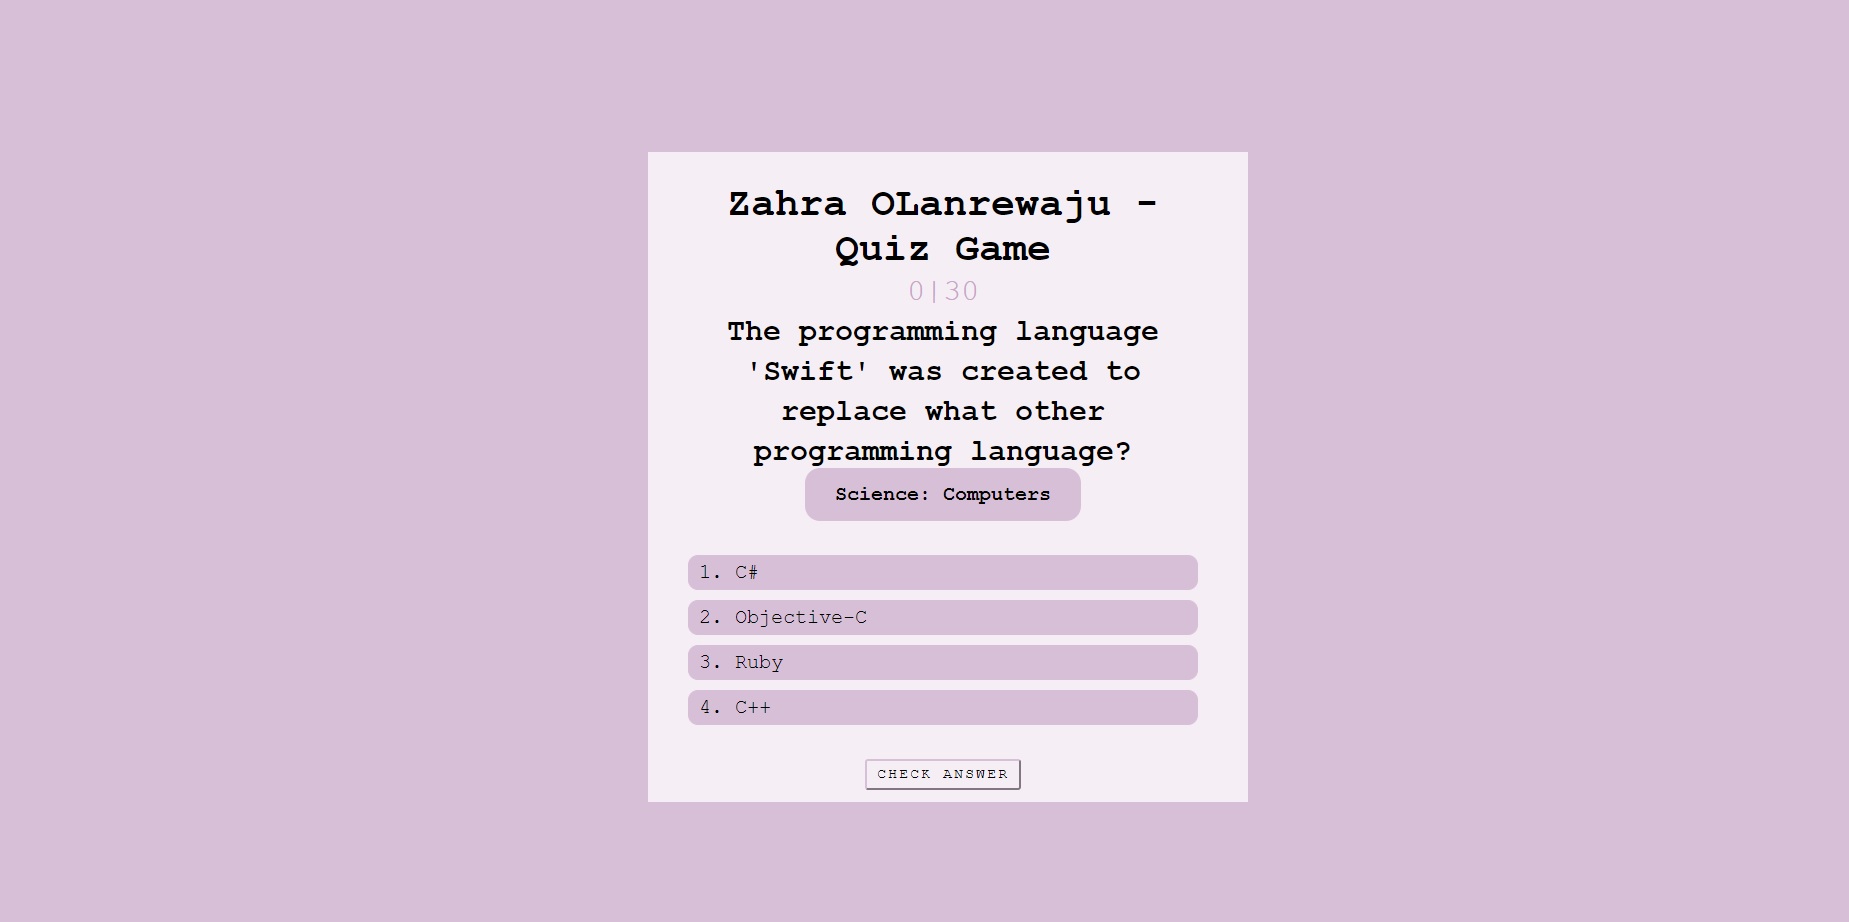 Zahra OLanrewaju -
Quiz Game
0|30
The programming language
'Swift' was created to
replace what other
programming language?
Science: Computers
1. C#
2. Objective-C
3. Ruby
4. C++
CHECK ANSWER